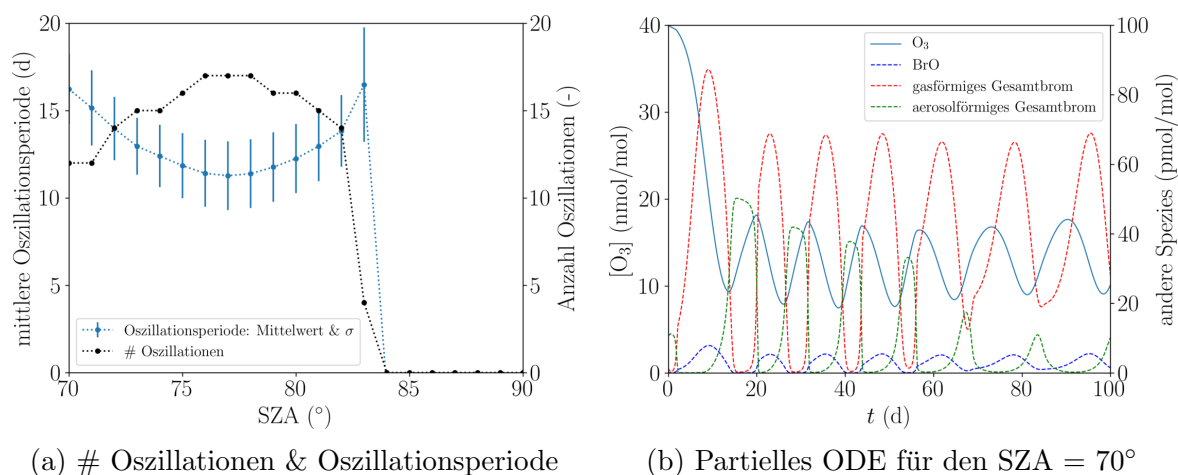 mittlere Oszillationsperiode (d)
20
15
10
5
0
70
75
80
85
90
SZA (°)
20
15
10
5
0
Anzahl Oszillationen (-)
Oszillationsperiode: Mittelwert & σ
# Oszillationen
(a) # Oszillationen & Oszillationsperiode
[O₃] (nmol/mol)
40
30
20
10
0
0
20
40
60
80
100
t (d)
100
80
60
40
20
0
andere Spezies (pmol/mol)
O₃
BrO
gasförmiges Gesamtbrom
aerosolförmiges Gesamtbrom
(b) Partielles ODE für den SZA = 70°